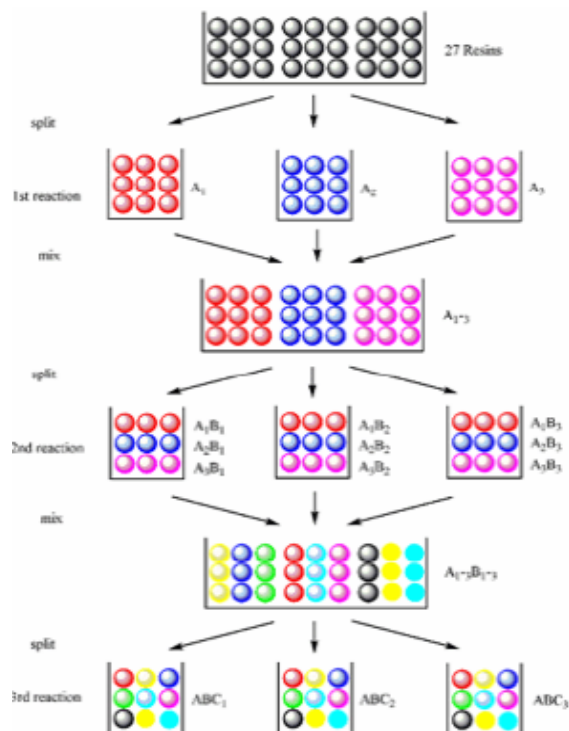 27 Resins
split
A₁
A₂
A₃
1st reaction
mix
A₁-₃
split
A₁B₁
A₂B₁
A₃B₁
A₁B₂
A₂B₂
A₃B₂
A₁B₃
A₂B₃
A₃B₃
2nd reaction
mix
A₁-₃B₁-₃
split
3rd reaction
ABC₁
ABC₂
ABC₃